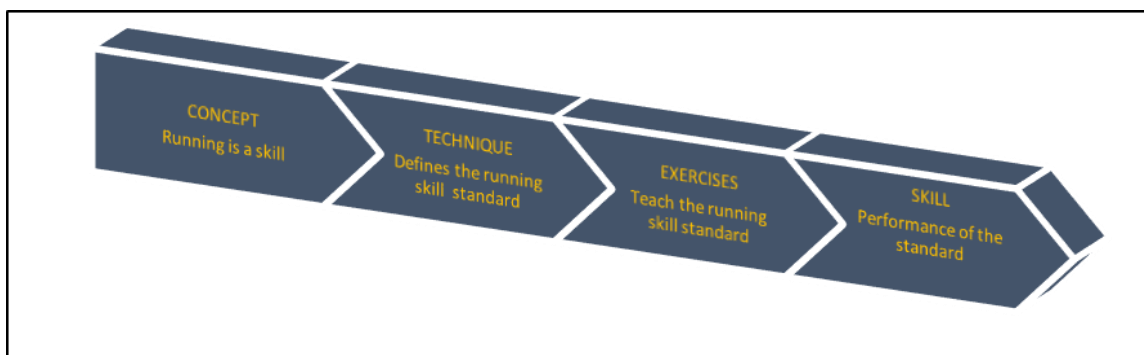 CONCEPT
Running is a skill
TECHNIQUE
Defines the running
skill standard
EXERCISES
Teach the running
skill standard
SKILL
Performance of the
standard